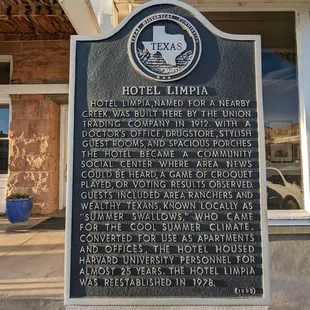 TEXAS
HOTEL LIMPIA
HOTEL LIMPIA, NAMED FOR A NEARBY
CREEK, WAS BUILT HERE BY THE UNION
TRADING COMPANY IN 1912. WITH A
DOCTOR'S OFFICE, DRUGSTORE, STYLISH
GUEST ROOMS, AND SPACIOUS PORCHES
THE HOTEL BECAME A COMMUNITY
SOCIAL CENTER WHERE AREA NEWS
COULD BE HEARD, A GAME OF CROQUET
PLAYED, OR VOTING RESULTS OBSERVED.
GUESTS INCLUDED AREA RANCHERS AND
WEALTHY TEXANS KNOWN LOCALLY AS
"SUMMER SWALLOWS," WHO CAME
FOR THE COOL SUMMER CLIMATE.
CONVERTED FOR USE AS APARTMENTS
AND OFFICES, THE HOTEL HOUSED
HARVARD UNIVERSITY PERSONNEL FOR
ALMOST 25 YEARS. THE HOTEL LIMPIA
WAS REESTABLISHED IN 1978.